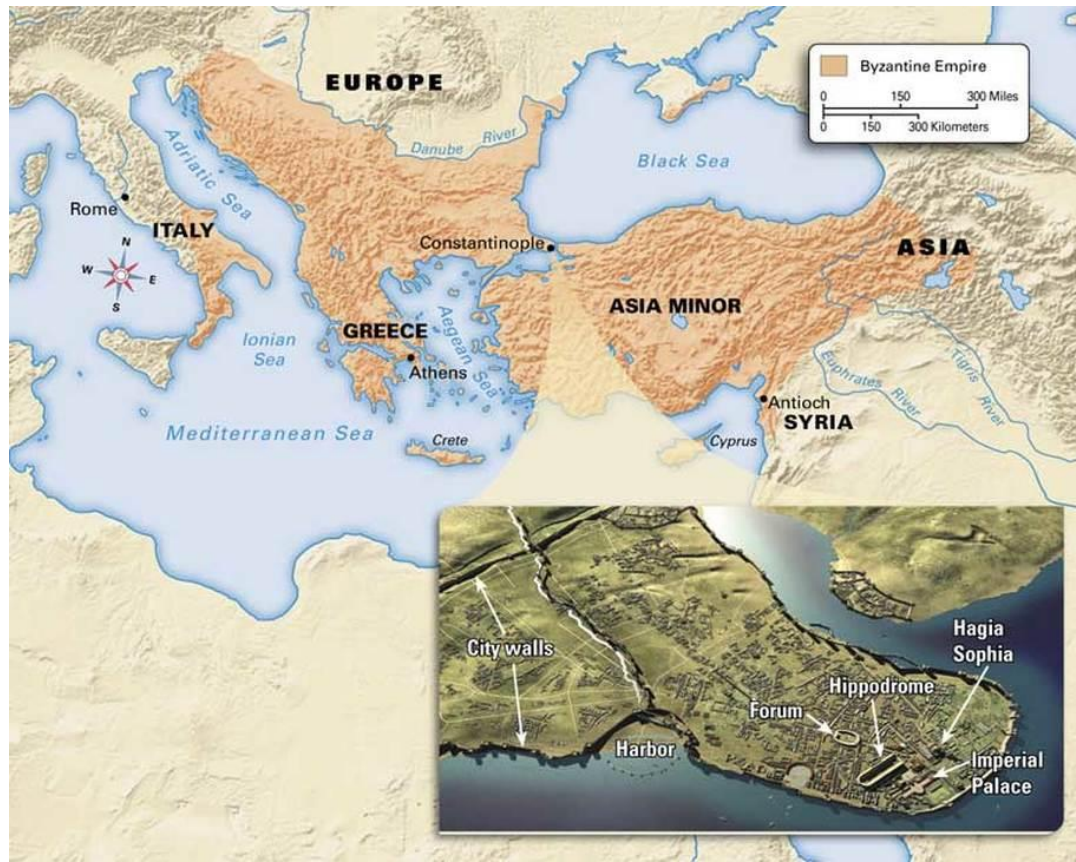 EUROPE
Byzantine Empire
0 150 300 Miles
0 150 300 Kilometers
Danube River
Black Sea
Adriatic Sea
Rome
ITALY
N
W E
S
Constantinople
ASIA
ASIA MINOR
Ionian
Sea
GREECE
Aegean Sea
Athens
Euphrates
River
Tigris
River
Antioch
SYRIA
Mediterranean Sea
Crete
Cyprus
Hagia
Sophia
City walls
Hippodrome
Forum
Harbor
Imperial
Palace